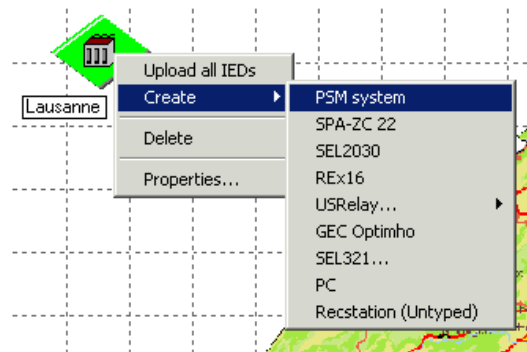 Lausanne
Upload all IEDs
Create
Delete
Properties...
PSM system
SPA-ZC 22
SEL2030
REx16
USRelay...
GEC Optimho
SEL321...
PC
Recstation (Untyped)